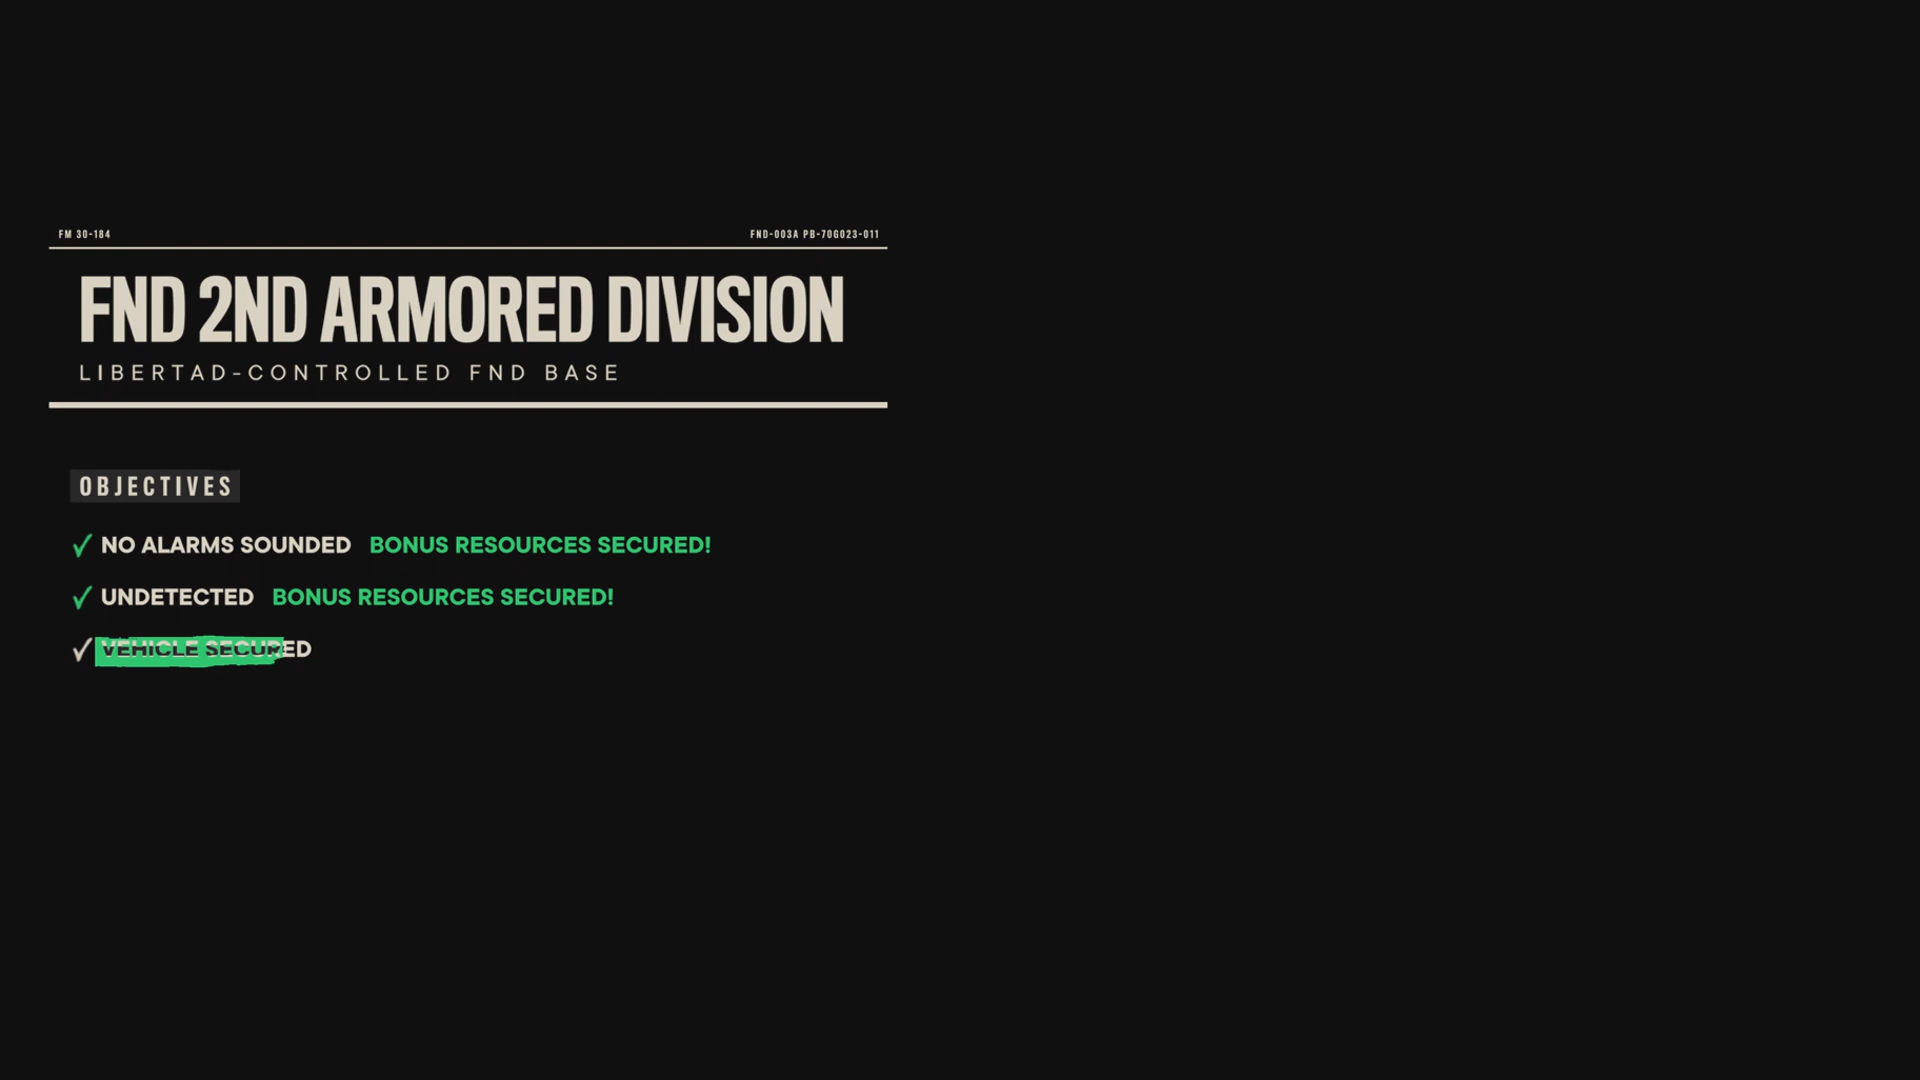 FM 30-184
FND-003A PB-70G023-011
FND 2ND ARMORED DIVISION
LIBERTAD-CONTROLLED FND BASE
OBJECTIVES
✓ NO ALARMS SOUNDED BONUS RESOURCES SECURED!
✓ UNDETECTED BONUS RESOURCES SECURED!
✓ VEHICLE SECURED